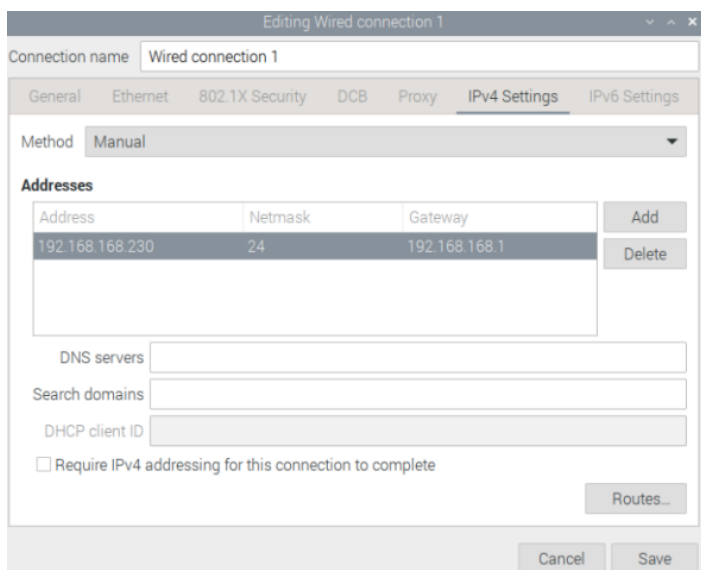 Editing Wired connection 1
Connection name Wired connection 1
General Ethernet 802.1X Security DCB Proxy IPv4 Settings IPv6 Settings
Method Manual
Addresses
Address Netmask Gateway
192.168.168.230 24 192.168.168.1
Add
Delete
DNS servers
Search domains
DHCP client ID
Require IPv4 addressing for this connection to complete
Routes...
Cancel Save